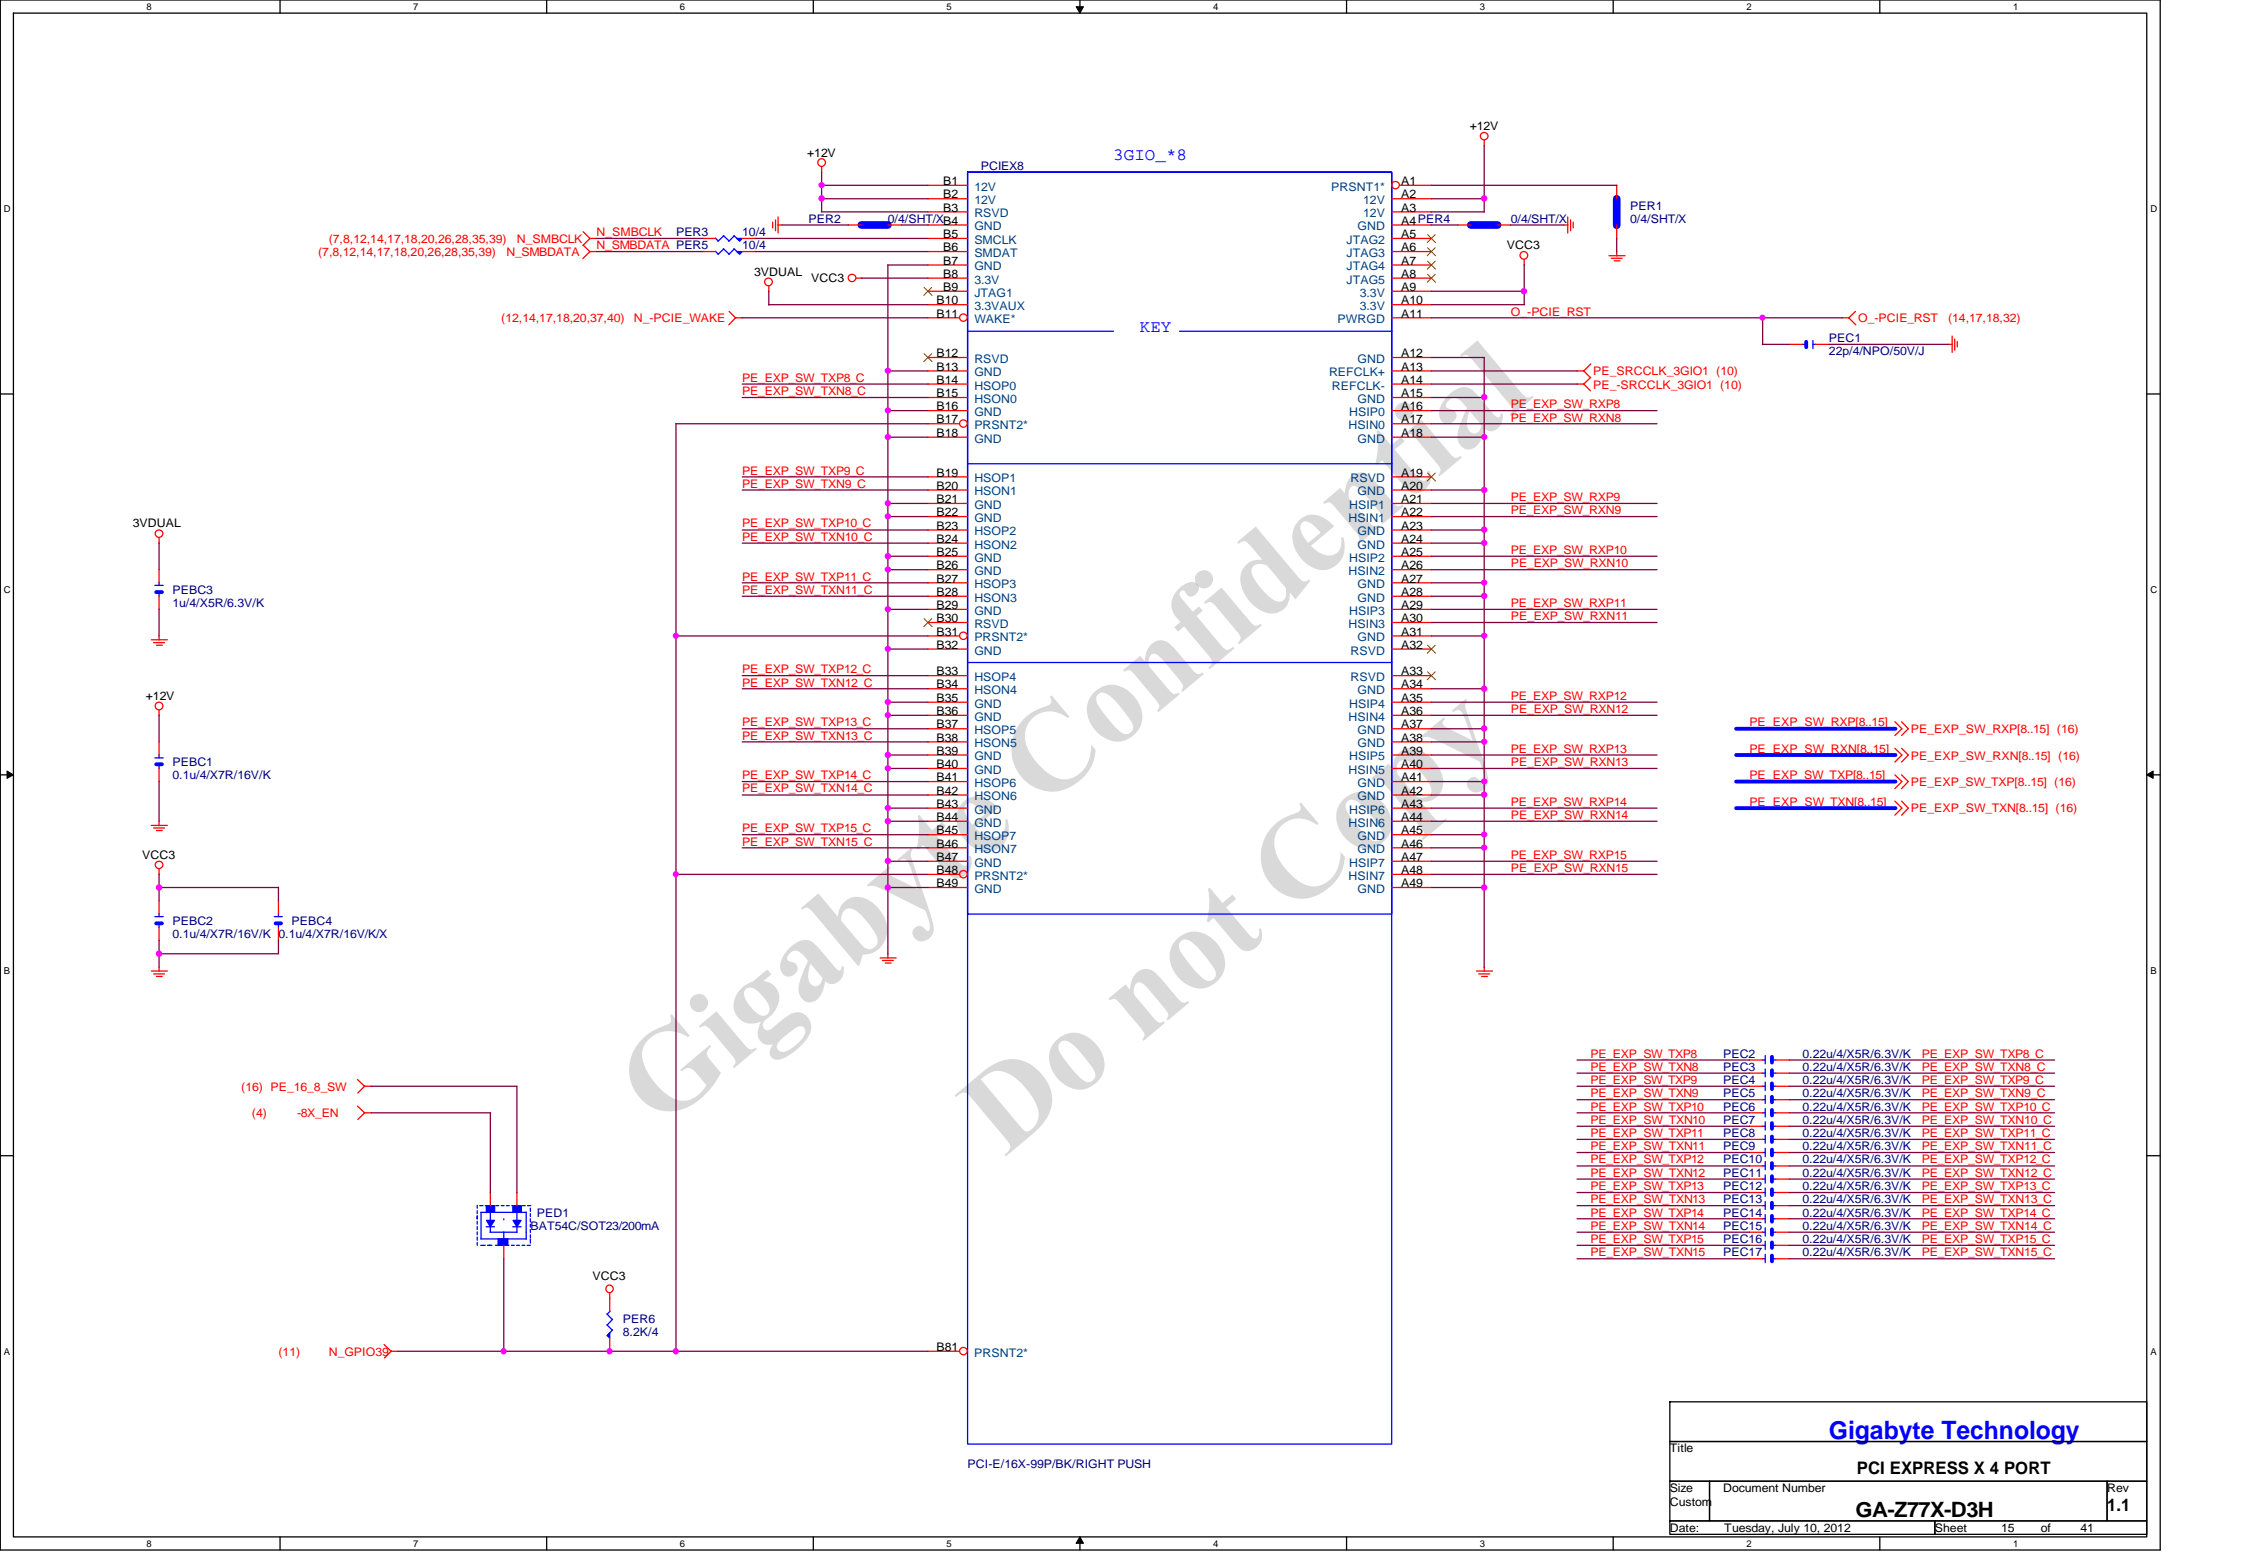 8 7 6 5 4 3 2 1
D
C
B
A
3GIO_*8
PCIEX8
+12V
+12V
B1 12V
B2 12V
B3 RSVD
B4 GND
B5 SMCLK
B6 SMDAT
B7 GND
B8 3.3V
B9 JTAG1
B10 3.3VAUX
B11 WAKE*
PRSNT1* A1
12V A2
12V A3
GND A4
JTAG2 A5
JTAG3 A6
JTAG4 A7
JTAG5 A8
3.3V A9
3.3V A10
PWRGD A11
KEY
PER2 0/4/SHT/X
PER4 0/4/SHT/X
PER1
0/4/SHT/X
(7,8,12,14,17,18,20,26,28,35,39) N_SMBCLK N_SMBCLK PER3 10/4
(7,8,12,14,17,18,20,26,28,35,39) N_SMBDATA N_SMBDATA PER5 10/4
3VDUAL VCC3
VCC3
(12,14,17,18,20,37,40) N_-PCIE_WAKE
O_-PCIE_RST
O_-PCIE_RST (14,17,18,32)
PEC1
22p/4/NPO/50V/J
PE_SRCCLK_3GIO1 (10)
PE_-SRCCLK_3GIO1 (10)
B12 RSVD
B13 GND
PE_EXP_SW_TXP8_C B14 HSOP0
PE_EXP_SW_TXN8_C B15 HSON0
B16 GND
B17 PRSNT2*
B18 GND
GND A12
REFCLK+ A13
REFCLK- A14
GND A15
HSIP0 A16 PE_EXP_SW_RXP8
HSIN0 A17 PE_EXP_SW_RXN8
GND A18
PE_EXP_SW_TXP9_C B19 HSOP1
PE_EXP_SW_TXN9_C B20 HSON1
B21 GND
B22 GND
PE_EXP_SW_TXP10_C B23 HSOP2
PE_EXP_SW_TXN10_C B24 HSON2
B25 GND
B26 GND
PE_EXP_SW_TXP11_C B27 HSOP3
PE_EXP_SW_TXN11_C B28 HSON3
B29 GND
B30 RSVD
B31 PRSNT2*
B32 GND
RSVD A19
GND A20
HSIP1 A21 PE_EXP_SW_RXP9
HSIN1 A22 PE_EXP_SW_RXN9
GND A23
GND A24
HSIP2 A25 PE_EXP_SW_RXP10
HSIN2 A26 PE_EXP_SW_RXN10
GND A27
GND A28
HSIP3 A29 PE_EXP_SW_RXP11
HSIN3 A30 PE_EXP_SW_RXN11
GND A31
RSVD A32
PE_EXP_SW_TXP12_C B33 HSOP4
PE_EXP_SW_TXN12_C B34 HSON4
B35 GND
B36 GND
PE_EXP_SW_TXP13_C B37 HSOP5
PE_EXP_SW_TXN13_C B38 HSON5
B39 GND
B40 GND
PE_EXP_SW_TXP14_C B41 HSOP6
PE_EXP_SW_TXN14_C B42 HSON6
B43 GND
B44 GND
PE_EXP_SW_TXP15_C B45 HSOP7
PE_EXP_SW_TXN15_C B46 HSON7
B47 GND
B48 PRSNT2*
B49 GND
RSVD A33
GND A34
HSIP4 A35 PE_EXP_SW_RXP12
HSIN4 A36 PE_EXP_SW_RXN12
GND A37
GND A38
HSIP5 A39 PE_EXP_SW_RXP13
HSIN5 A40 PE_EXP_SW_RXN13
GND A41
GND A42
HSIP6 A43 PE_EXP_SW_RXP14
HSIN6 A44 PE_EXP_SW_RXN14
GND A45
GND A46
HSIP7 A47 PE_EXP_SW_RXP15
HSIN7 A48 PE_EXP_SW_RXN15
GND A49
3VDUAL
PEBC3
1u/4/X5R/6.3V/K
+12V
PEBC1
0.1u/4/X7R/16V/K
VCC3
PEBC2
0.1u/4/X7R/16V/K
PEBC4
0.1u/4/X7R/16V/K/X
PE_EXP_SW_RXP[8..15] PE_EXP_SW_RXP[8..15] (16)
PE_EXP_SW_RXN[8..15] PE_EXP_SW_RXN[8..15] (16)
PE_EXP_SW_TXP[8..15] PE_EXP_SW_TXP[8..15] (16)
PE_EXP_SW_TXN[8..15] PE_EXP_SW_TXN[8..15] (16)
Gigabyte Confidential
Do not Copy
(16) PE_16_8_SW
(4) -8X_EN
PED1
BAT54C/SOT23/200mA
VCC3
PER6
8.2K/4
(11) N_GPIO39
B81 PRSNT2*
PCI-E/16X-99P/BK/RIGHT PUSH
PE_EXP_SW_TXP8 PEC2 0.22u/4/X5R/6.3V/K PE_EXP_SW_TXP8_C
PE_EXP_SW_TXN8 PEC3 0.22u/4/X5R/6.3V/K PE_EXP_SW_TXN8_C
PE_EXP_SW_TXP9 PEC4 0.22u/4/X5R/6.3V/K PE_EXP_SW_TXP9_C
PE_EXP_SW_TXN9 PEC5 0.22u/4/X5R/6.3V/K PE_EXP_SW_TXN9_C
PE_EXP_SW_TXP10 PEC6 0.22u/4/X5R/6.3V/K PE_EXP_SW_TXP10_C
PE_EXP_SW_TXN10 PEC7 0.22u/4/X5R/6.3V/K PE_EXP_SW_TXN10_C
PE_EXP_SW_TXP11 PEC8 0.22u/4/X5R/6.3V/K PE_EXP_SW_TXP11_C
PE_EXP_SW_TXN11 PEC9 0.22u/4/X5R/6.3V/K PE_EXP_SW_TXN11_C
PE_EXP_SW_TXP12 PEC10 0.22u/4/X5R/6.3V/K PE_EXP_SW_TXP12_C
PE_EXP_SW_TXN12 PEC11 0.22u/4/X5R/6.3V/K PE_EXP_SW_TXN12_C
PE_EXP_SW_TXP13 PEC12 0.22u/4/X5R/6.3V/K PE_EXP_SW_TXP13_C
PE_EXP_SW_TXN13 PEC13 0.22u/4/X5R/6.3V/K PE_EXP_SW_TXN13_C
PE_EXP_SW_TXP14 PEC14 0.22u/4/X5R/6.3V/K PE_EXP_SW_TXP14_C
PE_EXP_SW_TXN14 PEC15 0.22u/4/X5R/6.3V/K PE_EXP_SW_TXN14_C
PE_EXP_SW_TXP15 PEC16 0.22u/4/X5R/6.3V/K PE_EXP_SW_TXP15_C
PE_EXP_SW_TXN15 PEC17 0.22u/4/X5R/6.3V/K PE_EXP_SW_TXN15_C
Gigabyte Technology
Title
PCI EXPRESS X 4 PORT
Size Document Number Rev
Custom GA-Z77X-D3H 1.1
Date: Tuesday, July 10, 2012 Sheet 15 of 41
D
C
B
A
8 7 6 5 4 3 2 1